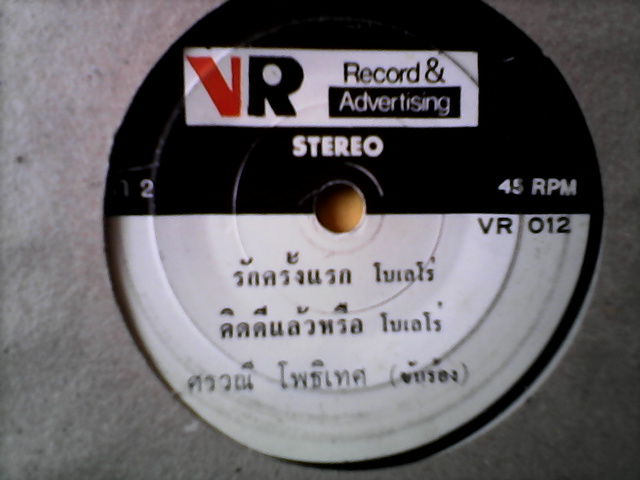 VR Record &
Advertising
STEREO
2 45 RPM
VR 012
รักครั้งแรก โบเลโร่
คิดดีแล้วหรือ โบเลโร่
ศรวณี โพธิเทศ (ขับร้อง)